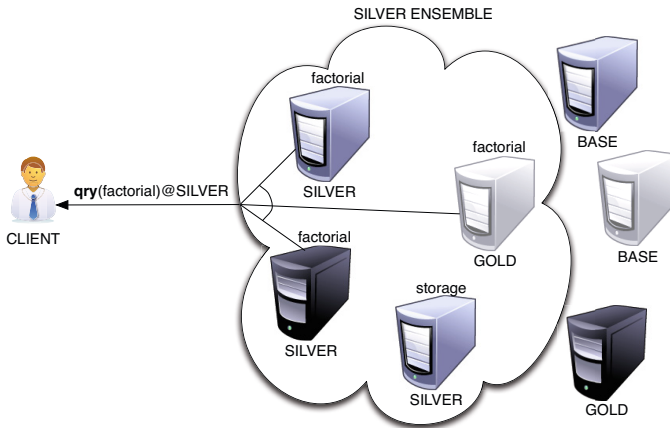 SILVER ENSEMBLE
factorial
SILVER
BASE
factorial
GOLD
BASE
qry(factorial)@SILVER
CLIENT
factorial
SILVER
storage
SILVER
GOLD